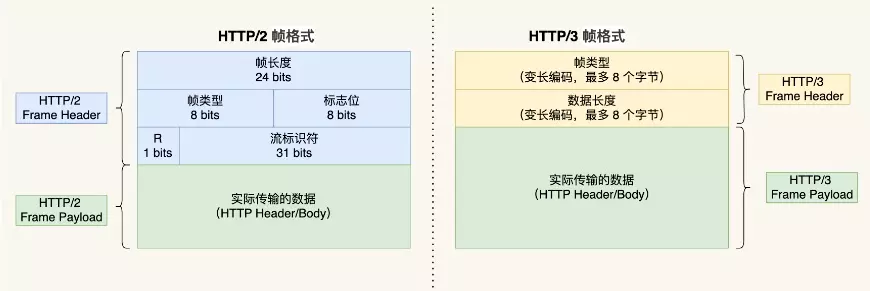 HTTP/2 帧格式
HTTP/2
Frame Header
帧长度
24 bits
帧类型
8 bits
标志位
8 bits
R
1 bits
流标识符
31 bits
HTTP/2
Frame Payload
实际传输的数据
（HTTP Header/Body）
HTTP/3 帧格式
帧类型
（变长编码，最多 8 个字节）
数据长度
（变长编码，最多 8 个字节）
HTTP/3
Frame Header
实际传输的数据
（HTTP Header/Body）
HTTP/3
Frame Payload